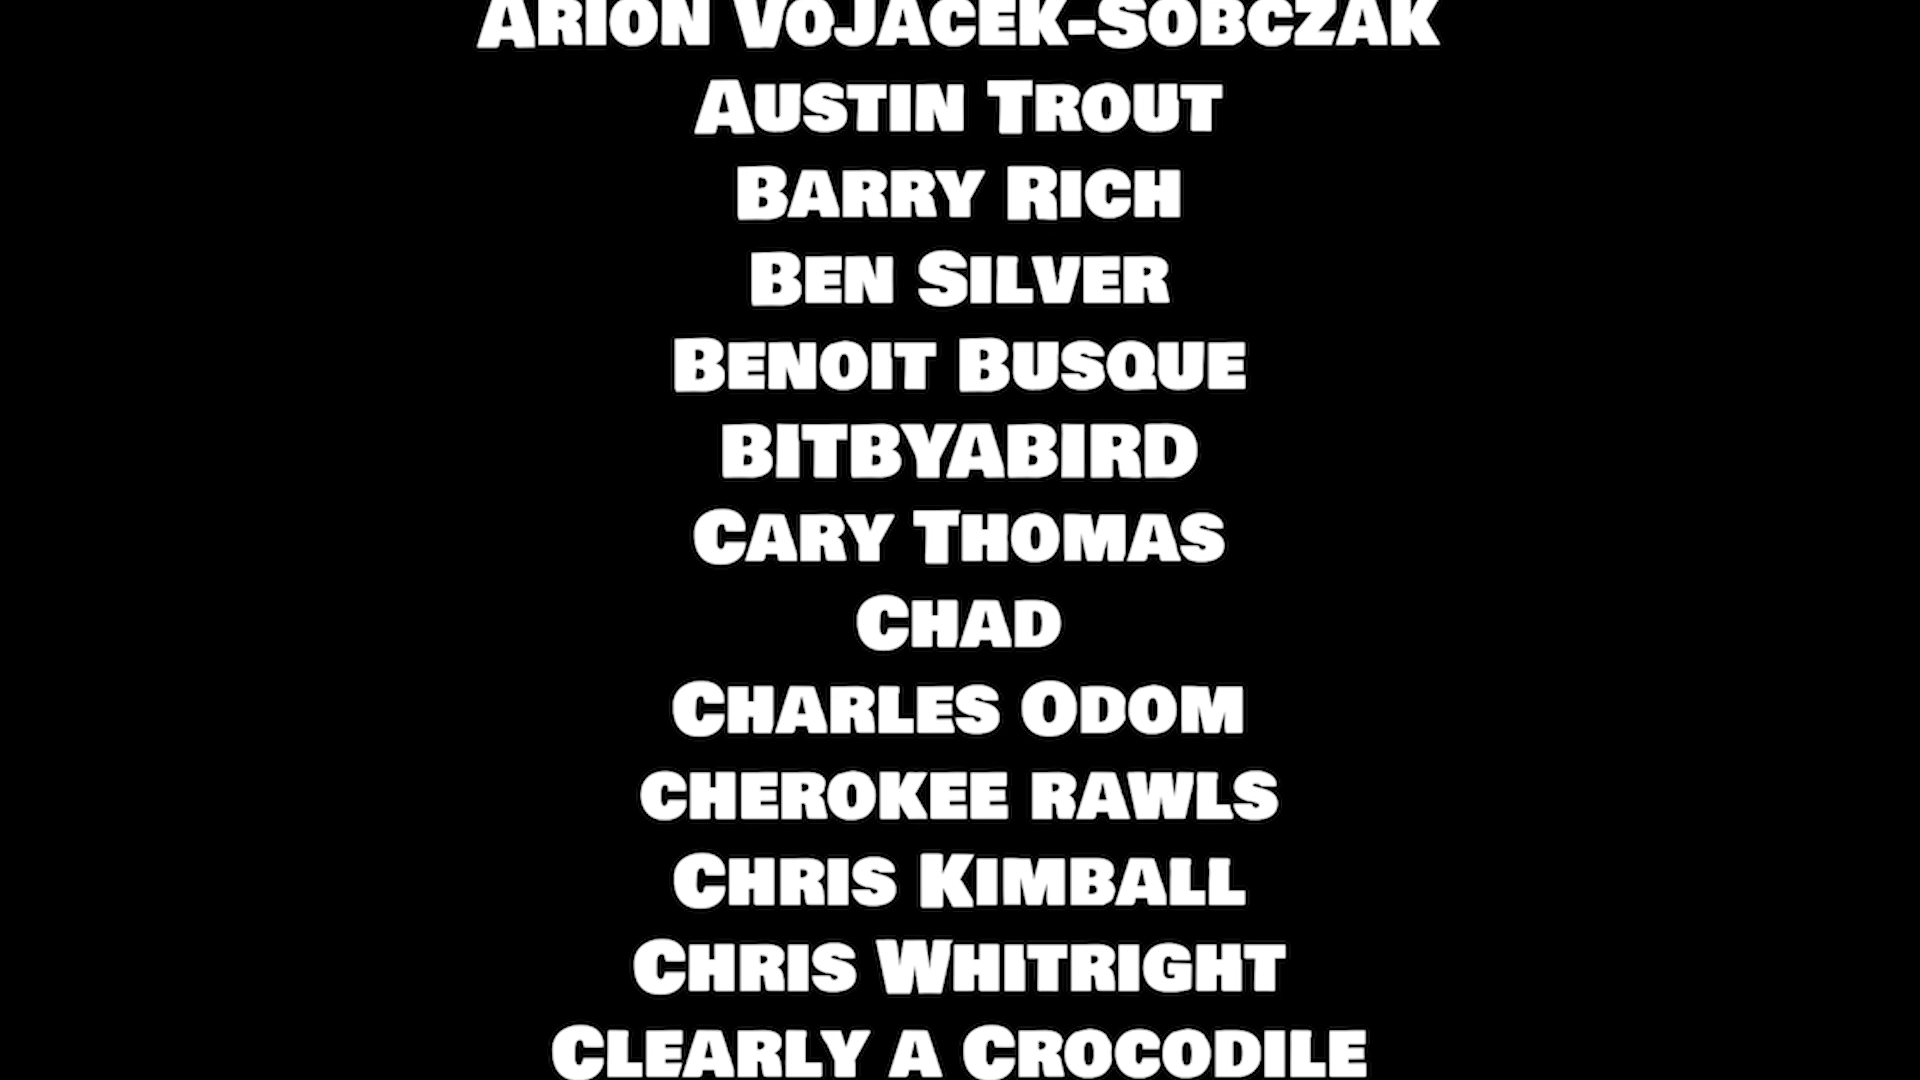 Arion Vojacek-Sobczak
Austin Trout
Barry Rich
Ben Silver
Benoit Busque
BITBYABIRD
Cary Thomas
Chad
Charles Odom
cherokee rawls
Chris Kimball
Chris Whitright
Clearly a Crocodile